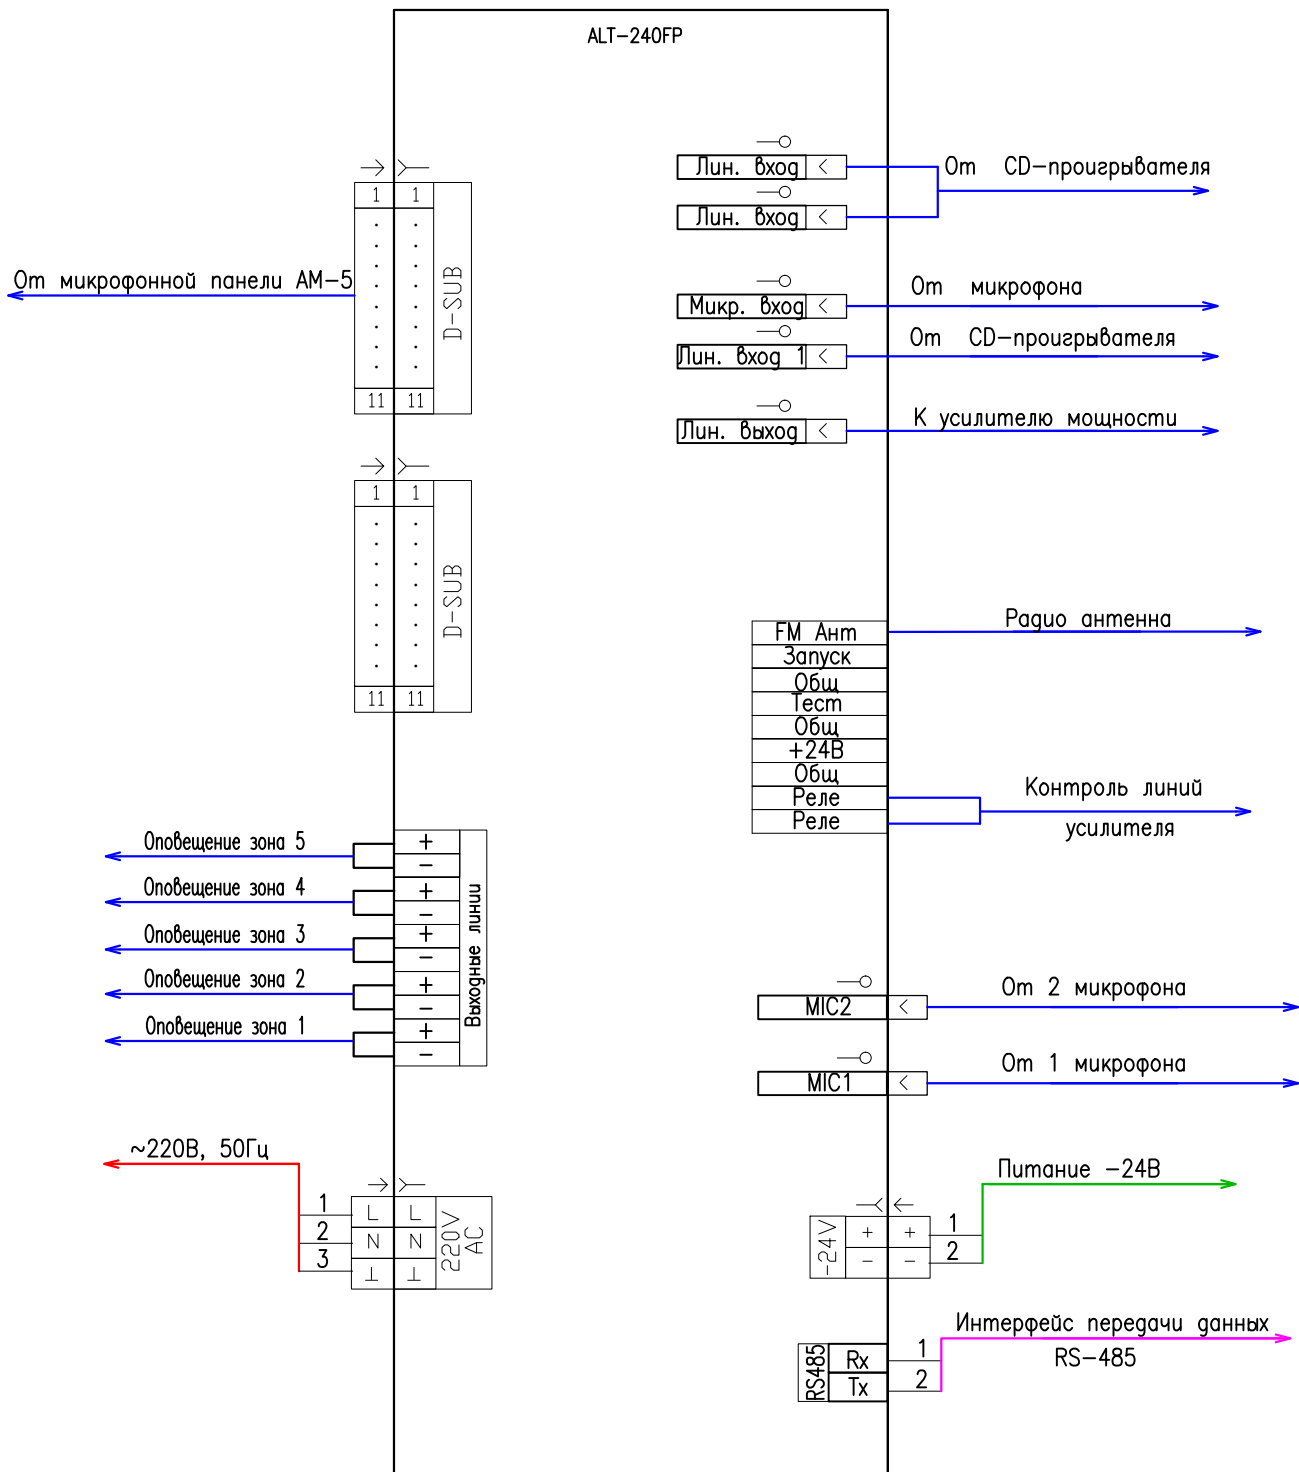 ALT-240FP
Лин. вход
От CD-проигрывателя
Лин. вход
1 1
От микрофонной панели АМ-5
D-SUB
11 11
Микр. вход
От микрофона
Лин. вход 1
От CD-проигрывателя
Лин. выход
К усилителю мощности
1 1
D-SUB
11 11
FM Ант
Радио антенна
Запуск
Общ
Тест
Общ
+24В
Общ
Реле
Реле
Контроль линий
усилителя
Оповещение зона 5
+
−
Оповещение зона 4
+
−
Оповещение зона 3
+
−
Оповещение зона 2
+
−
Оповещение зона 1
+
−
Выходные линии
MIC2
От 2 микрофона
MIC1
От 1 микрофона
~220В, 50Гц
1 L L
2 N N
3 ⊥ ⊥
220V
AC
Питание -24В
-24V
+ + 1
− − 2
Интерфейс передачи данных
RS-485
RS485
Rx 1
Tx 2